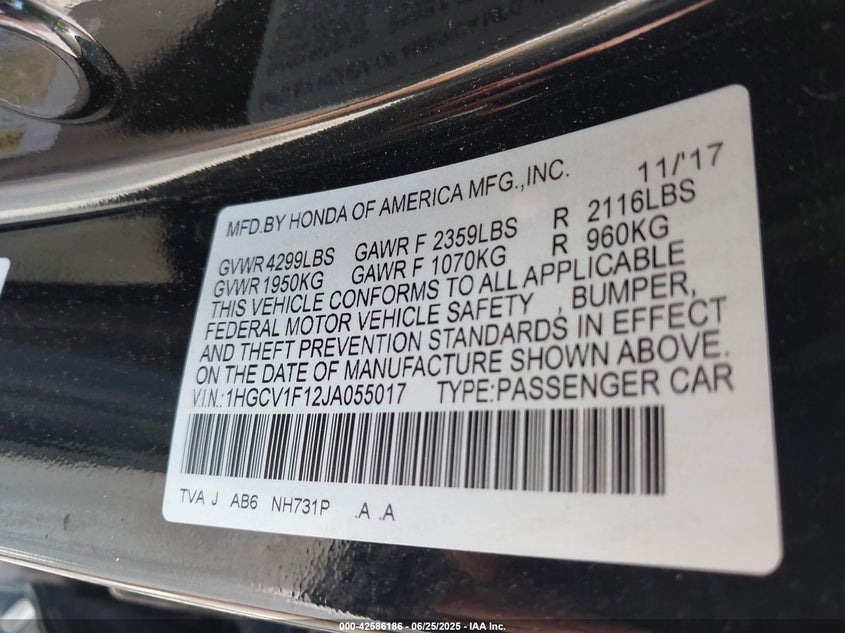 MFD.BY HONDA OF AMERICA MFG.,INC. 11/'17
GVWR 4299LBS GAWR F 2359LBS R 2116LBS
GVWR 1950KG GAWR F 1070KG R 960KG
THIS VEHICLE CONFORMS TO ALL APPLICABLE
FEDERAL MOTOR VEHICLE SAFETY , BUMPER,
AND THEFT PREVENTION STANDARDS IN EFFECT
ON THE DATE OF MANUFACTURE SHOWN ABOVE.
V.I.N.:1HGCV1F12JA055017 TYPE:PASSENGER CAR
TVA J AB6 NH731P .A .A
000-42586186 / 06/25/2025 - IAA Inc.